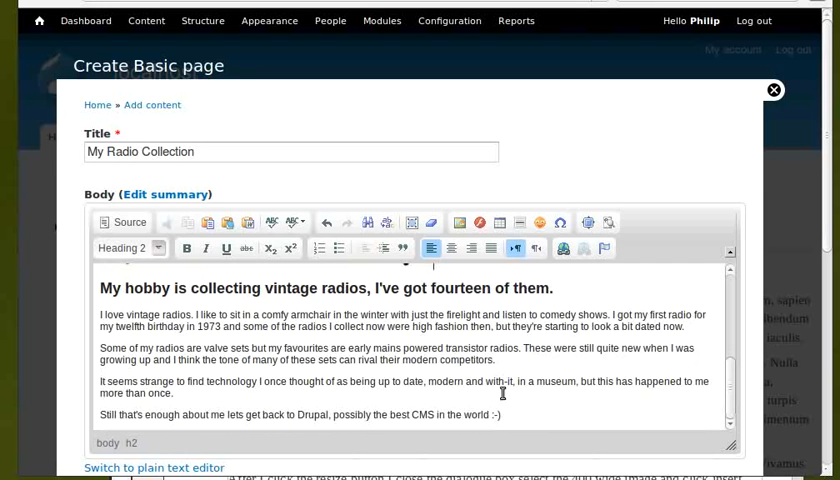 Dashboard Content Structure Appearance People Modules Configuration Reports Hello Philip Log out
My account Log out
Create Basic page
Home » Add content
Title *
My Radio Collection
Body (Edit summary)
Source
Heading 2
My hobby is collecting vintage radios, I've got fourteen of them.
I love vintage radios. I like to sit in a comfy armchair in the winter with just the firelight and listen to comedy shows. I got my first radio for
my twelfth birthday in 1973 and some of the radios I collect now were high fashion then, but they're starting to look a bit dated now.
Some of my radios are valve sets but my favourites are early mains powered transistor radios. These were still quite new when I was
growing up and I think the tone of many of these sets can rival their modern competitors.
It seems strange to find technology I once thought of as being up to date, modern and with-it, in a museum, but this has happened to me
more than once.
Still that's enough about me lets get back to Drupal, possibly the best CMS in the world :-)
body h2
Switch to plain text editor